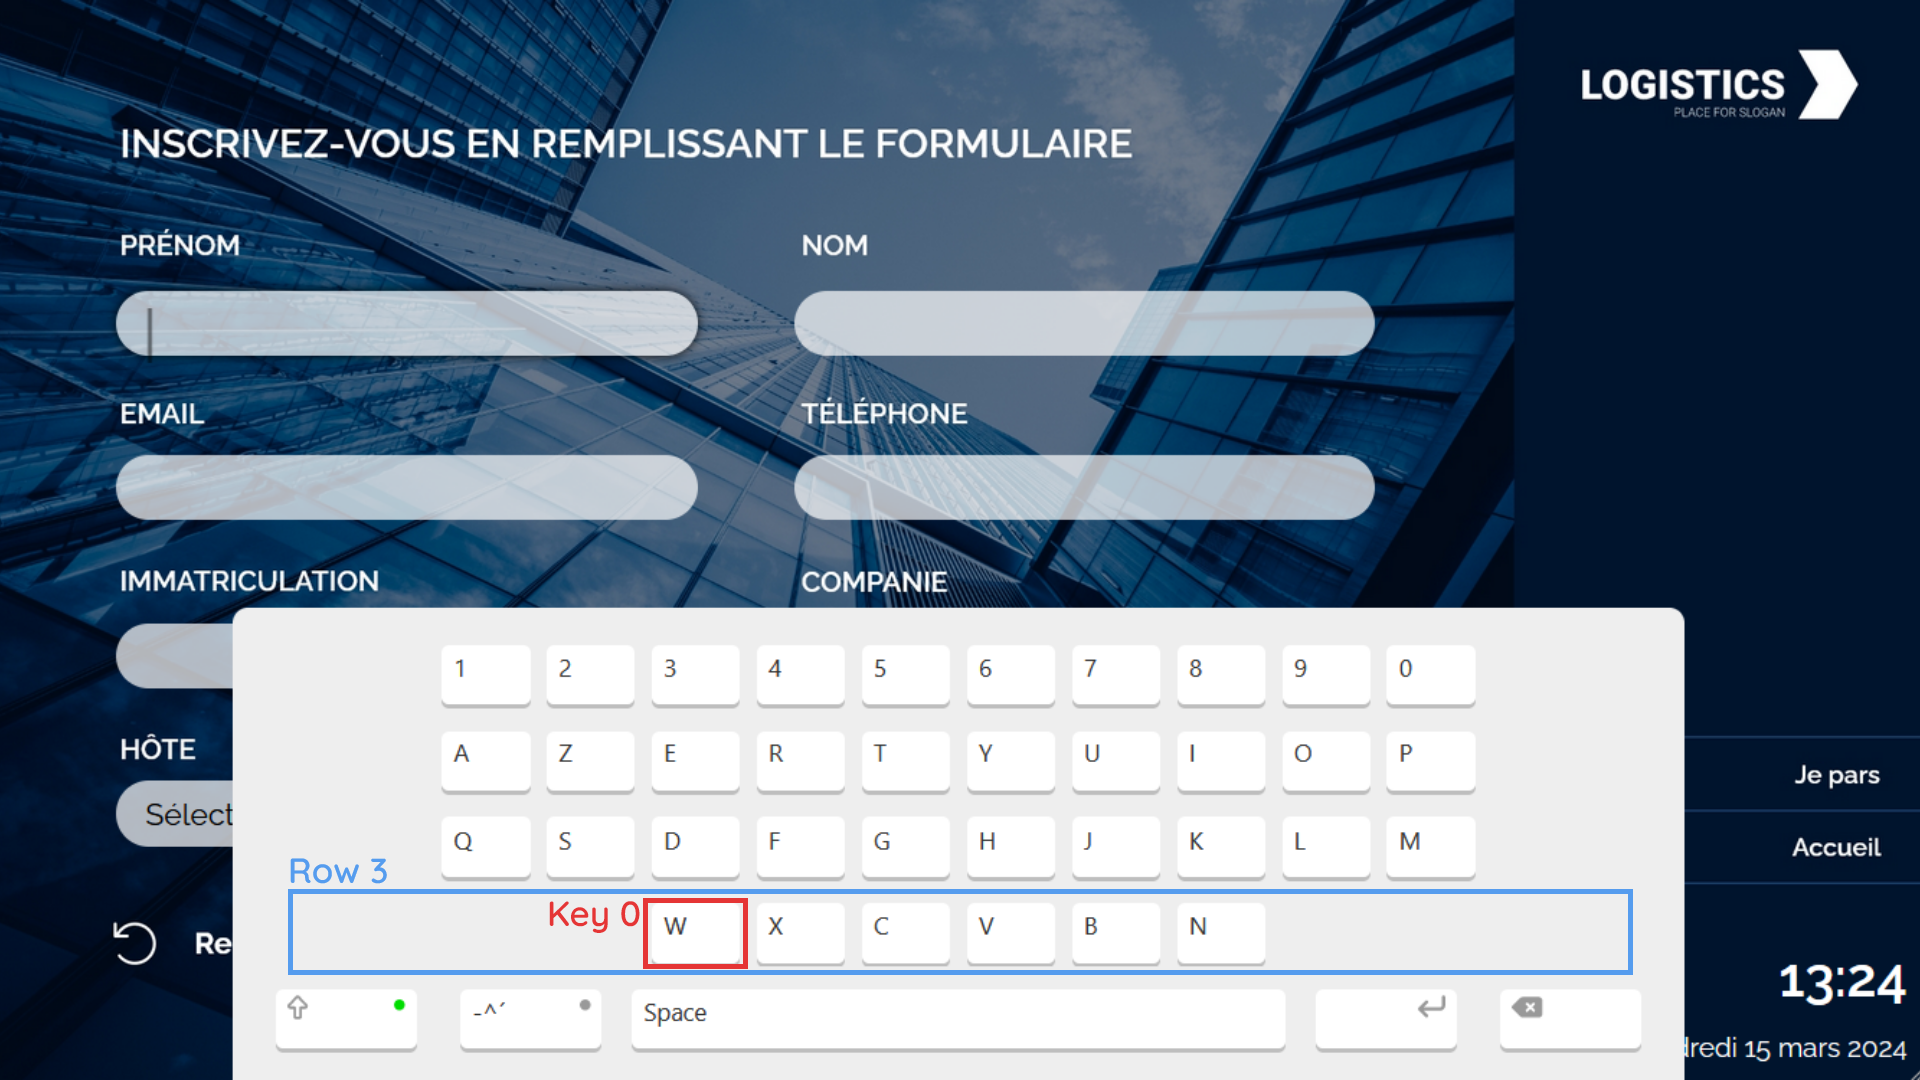 LOGISTICS
PLACE FOR SLOGAN
INSCRIVEZ-VOUS EN REMPLISSANT LE FORMULAIRE
PRÉNOM
NOM
EMAIL
TÉLÉPHONE
IMMATRICULATION
COMPANIE
HÔTE
Sélect
1 2 3 4 5 6 7 8 9 0
A Z E R T Y U I O P
Q S D F G H J K L M
Row 3
Key 0
W X C V B N
-^´ Space
Re
Je pars
Accueil
13:24
dredi 15 mars 2024